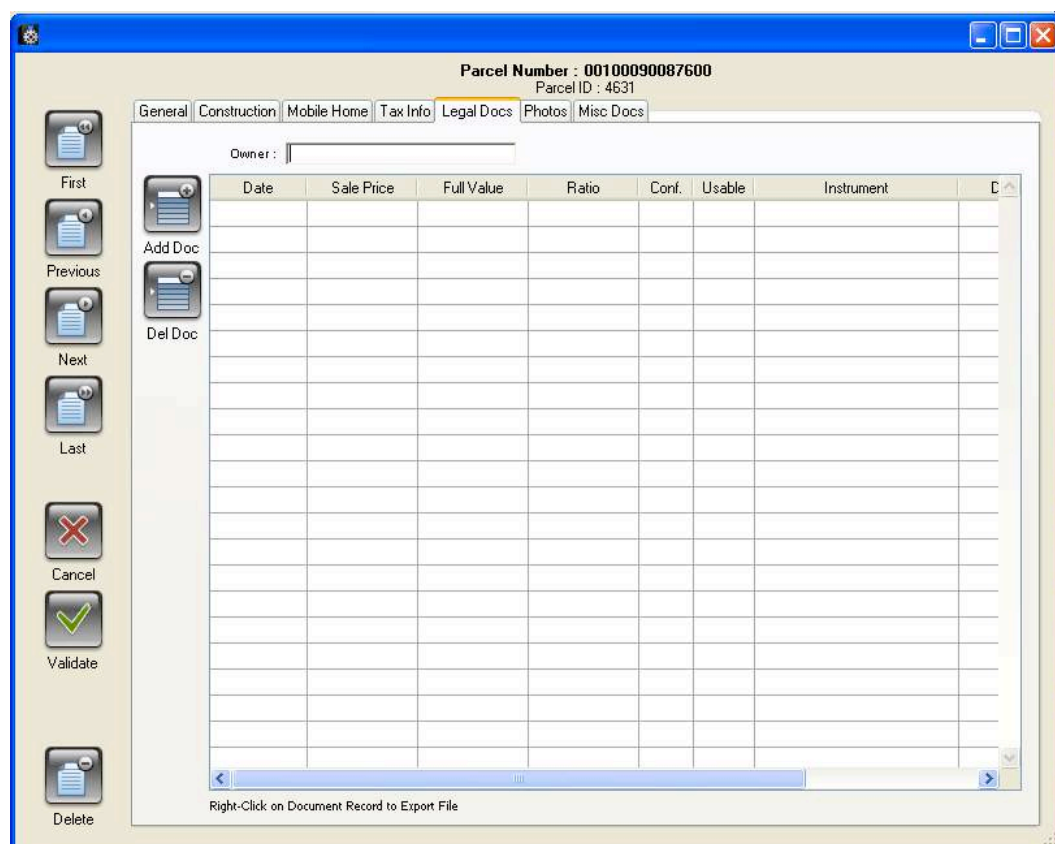 Parcel Number : 00100090087600
Parcel ID : 4631
General Construction Mobile Home Tax Info Legal Docs Photos Misc Docs
Owner :
First
Date Sale Price Full Value Ratio Conf. Usable Instrument D
Add Doc
Previous
Del Doc
Next
Last
Cancel
Validate
Right-Click on Document Record to Export File
Delete